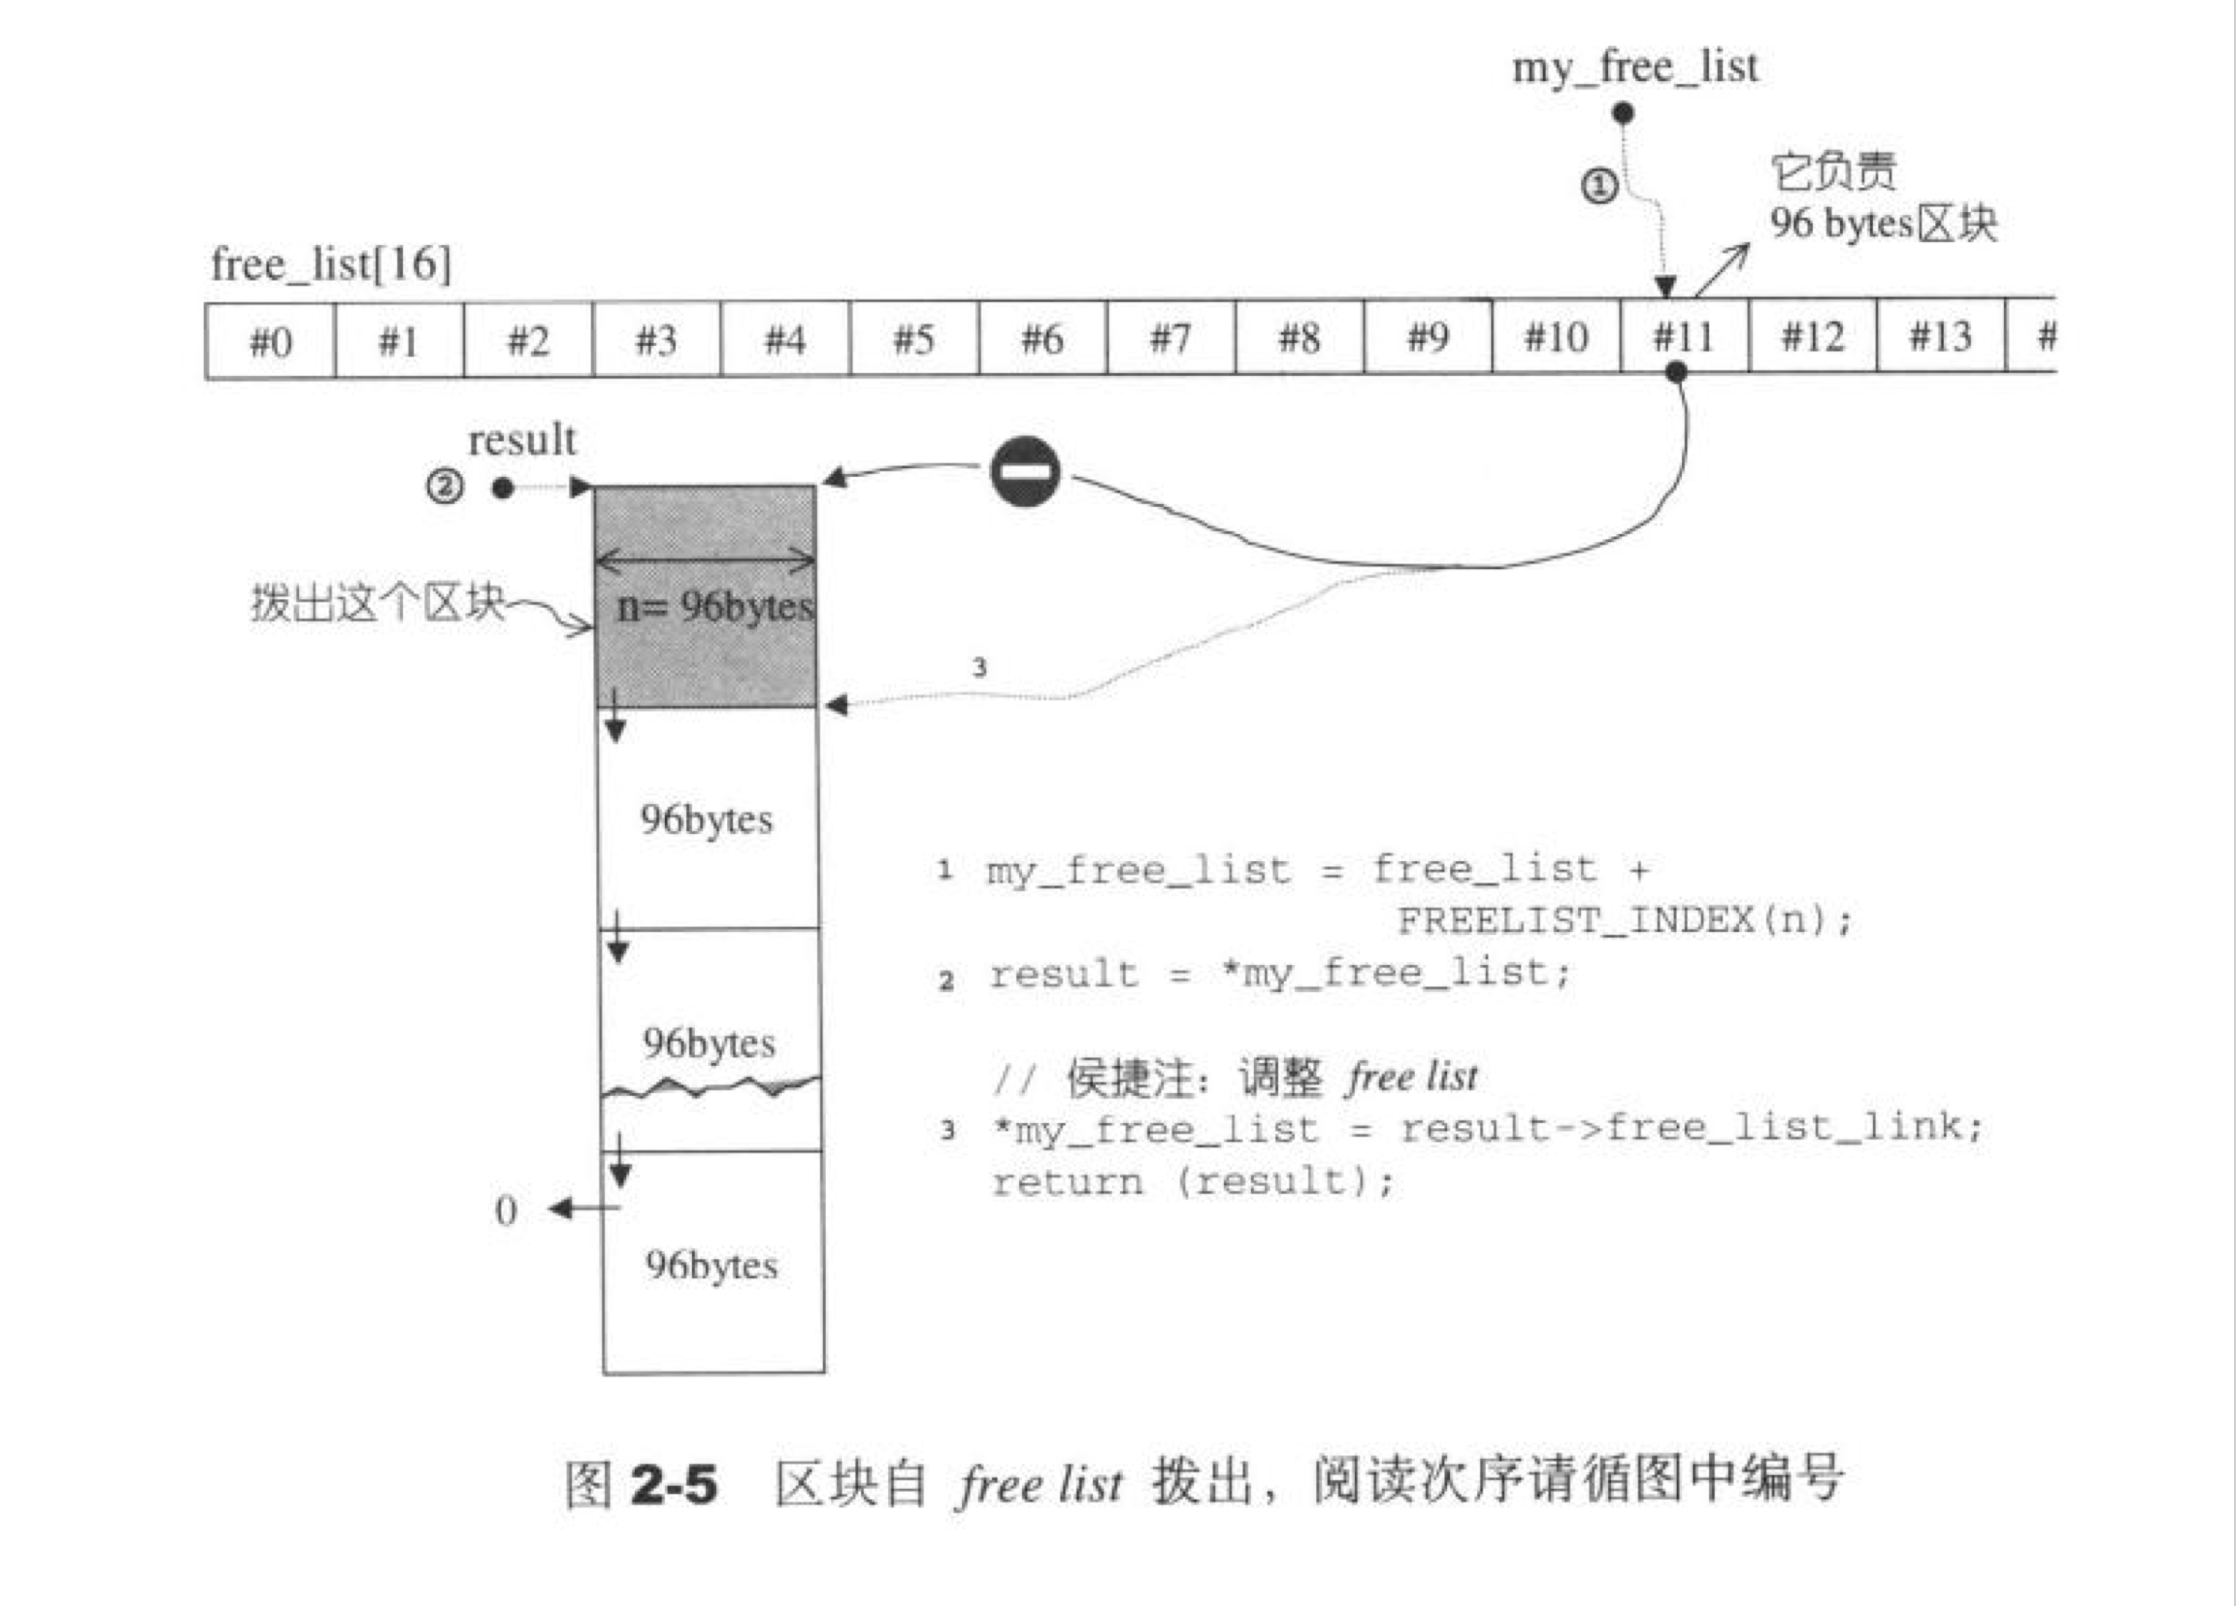 my_free_list
①
它负责
96 bytes区块
free_list[16]
#0 #1 #2 #3 #4 #5 #6 #7 #8 #9 #10 #11 #12 #13 #
result
②
n= 96bytes
拨出这个区块
3
96bytes
1 my_free_list = free_list +
FREELIST_INDEX(n);
2 result = *my_free_list;
96bytes
// 侯捷注：调整 free list
3 *my_free_list = result->free_list_link;
return (result);
0
96bytes
图 2-5 区块自 free list 拨出，阅读次序请循图中编号